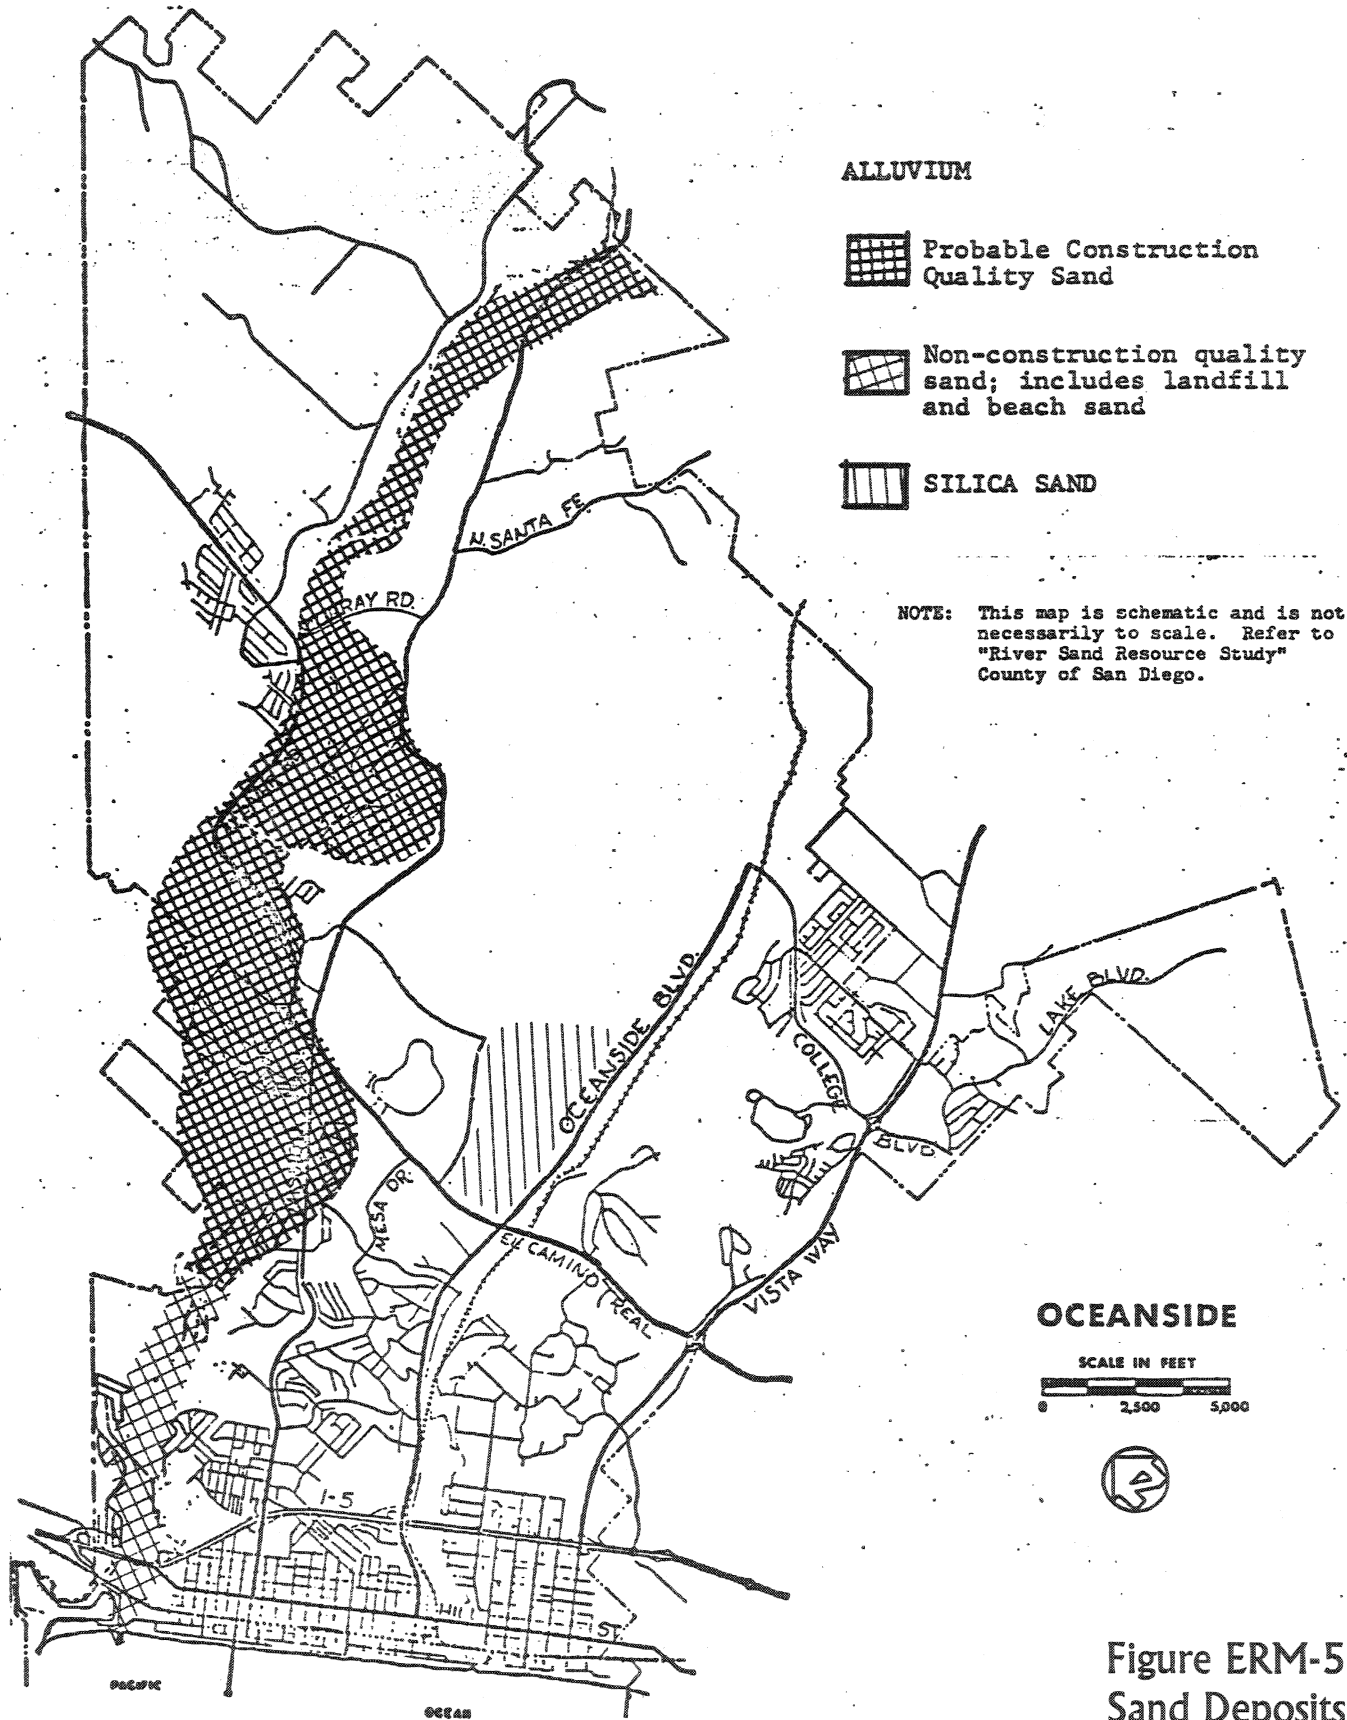 ALLUVIUM
Probable Construction
Quality Sand
Non-construction quality
sand; includes landfill
and beach sand
SILICA SAND
N. SANTA FE
RAY RD.
NOTE: This map is schematic and is not
necessarily to scale. Refer to
"River Sand Resource Study"
County of San Diego.
OCEANSIDE BLVD.
LAKE BLVD.
COLLEGE
BLVD
MESA DR.
EL CAMINO REAL
VISTA WAY
OCEANSIDE
SCALE IN FEET
0 2,500 5,000
I-5
HILL
ST.
PACIFIC
OCEAN
Figure ERM-5
Sand Deposits